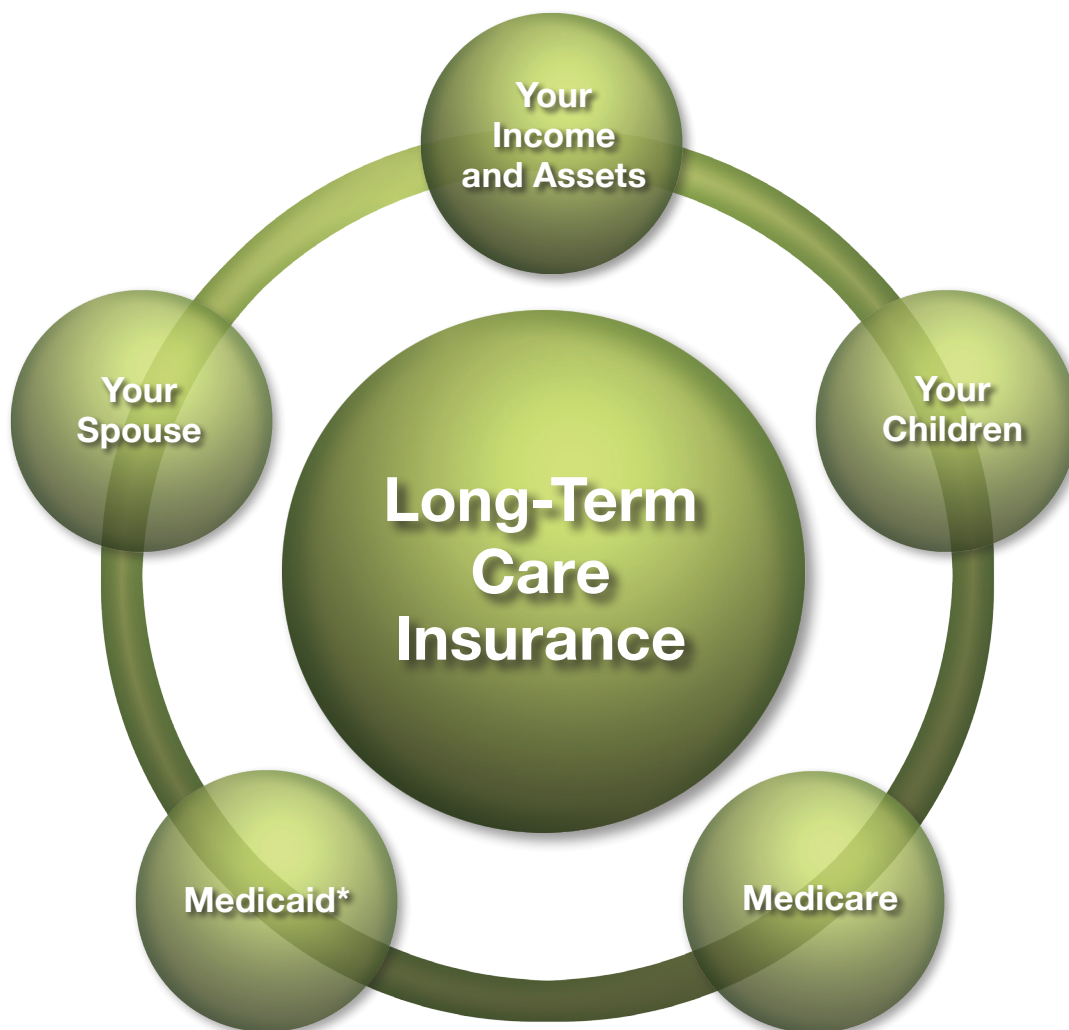 Your
Income
and Assets
Your
Spouse
Your
Children
Long-Term
Care
Insurance
Medicaid*
Medicare